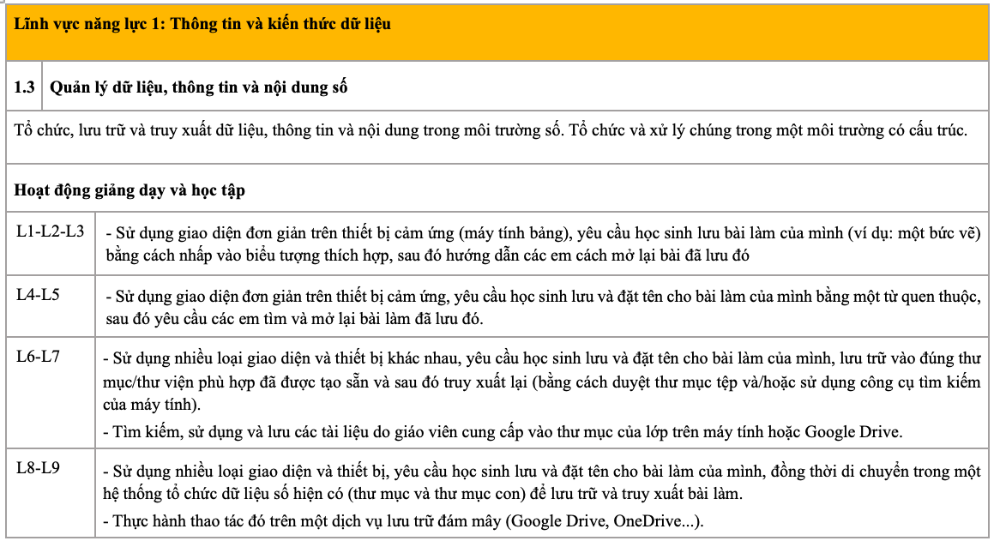 Lĩnh vực năng lực 1: Thông tin và kiến thức dữ liệu
1.3 Quản lý dữ liệu, thông tin và nội dung số
Tổ chức, lưu trữ và truy xuất dữ liệu, thông tin và nội dung trong môi trường số. Tổ chức và xử lý chúng trong một môi trường có cấu trúc.
Hoạt động giảng dạy và học tập
L1-L2-L3 - Sử dụng giao diện đơn giản trên thiết bị cảm ứng (máy tính bảng), yêu cầu học sinh lưu bài làm của mình (ví dụ: một bức vẽ)
bằng cách nhấp vào biểu tượng thích hợp, sau đó hướng dẫn các em cách mở lại bài đã lưu đó
L4-L5 - Sử dụng giao diện đơn giản trên thiết bị cảm ứng, yêu cầu học sinh lưu và đặt tên cho bài làm của mình bằng một từ quen thuộc,
sau đó yêu cầu các em tìm và mở lại bài làm đã lưu đó.
L6-L7 - Sử dụng nhiều loại giao diện và thiết bị khác nhau, yêu cầu học sinh lưu và đặt tên cho bài làm của mình, lưu trữ vào đúng thư
mục/thư viện phù hợp đã được tạo sẵn và sau đó truy xuất lại (bằng cách duyệt thư mục tệp và/hoặc sử dụng công cụ tìm kiếm
của máy tính).
- Tìm kiếm, sử dụng và lưu các tài liệu do giáo viên cung cấp vào thư mục của lớp trên máy tính hoặc Google Drive.
L8-L9 - Sử dụng nhiều loại giao diện và thiết bị, yêu cầu học sinh lưu và đặt tên cho bài làm của mình, đồng thời di chuyển trong một
hệ thống tổ chức dữ liệu số hiện có (thư mục và thư mục con) để lưu trữ và truy xuất bài làm.
- Thực hành thao tác đó trên một dịch vụ lưu trữ đám mây (Google Drive, OneDrive...).